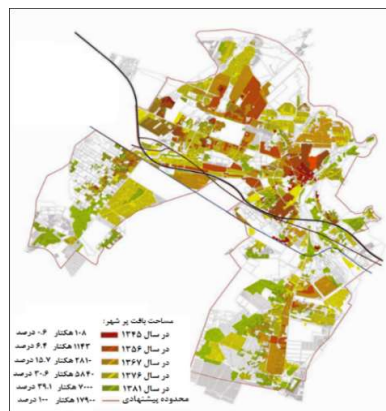 مساحت بافت پر شهر:
در سال ۱۳۴۵ ۱۰۸ هکتار ۰.۶ درصد
در سال ۱۳۵۶ ۱۱۴۳ هکتار ۶.۴ درصد
در سال ۱۳۶۷ ۲۸۱۰ هکتار ۱۵.۷ درصد
در سال ۱۳۷۶ ۵۸۴۰ هکتار ۳۰.۶ درصد
در سال ۱۳۸۱ ۷۰۰۰ هکتار ۳۹.۱ درصد
محدوده پیشنهادی ۱۷۹۰۰ هکتار ۱۰۰ درصد